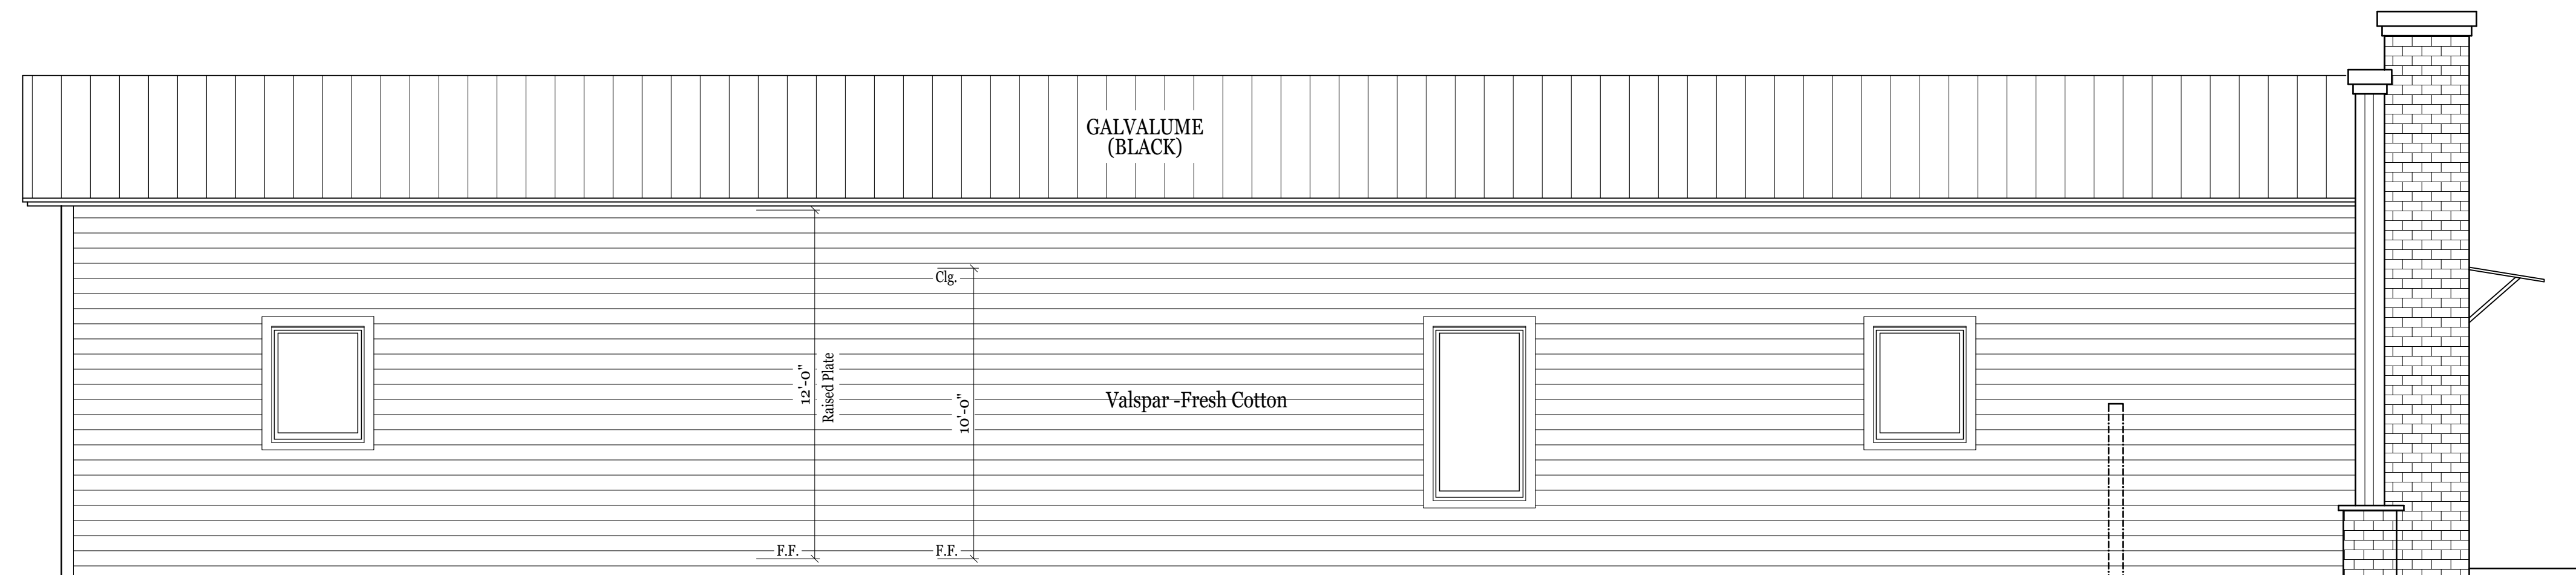 GALVALUME
(BLACK)
Clg.
12'-0"
Raised Plate
10'-0"
Valspar -Fresh Cotton
F.F.
F.F.